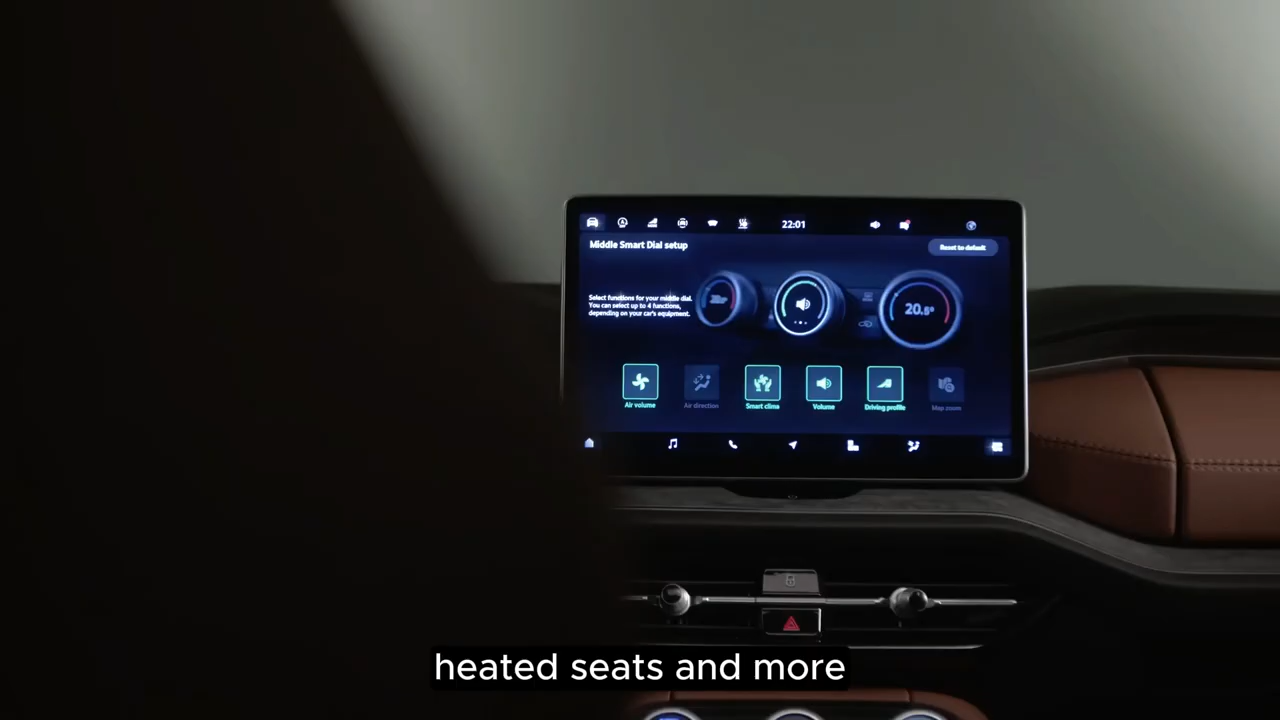 22:01
Middle Smart Dial setup
Reset to default
Select functions for your middle dial.
You can select up to 4 functions,
depending on your car's equipment.
20.5°
Air volume
Air direction
Smart clima
Volume
Driving profile
Map zoom
heated seats and more